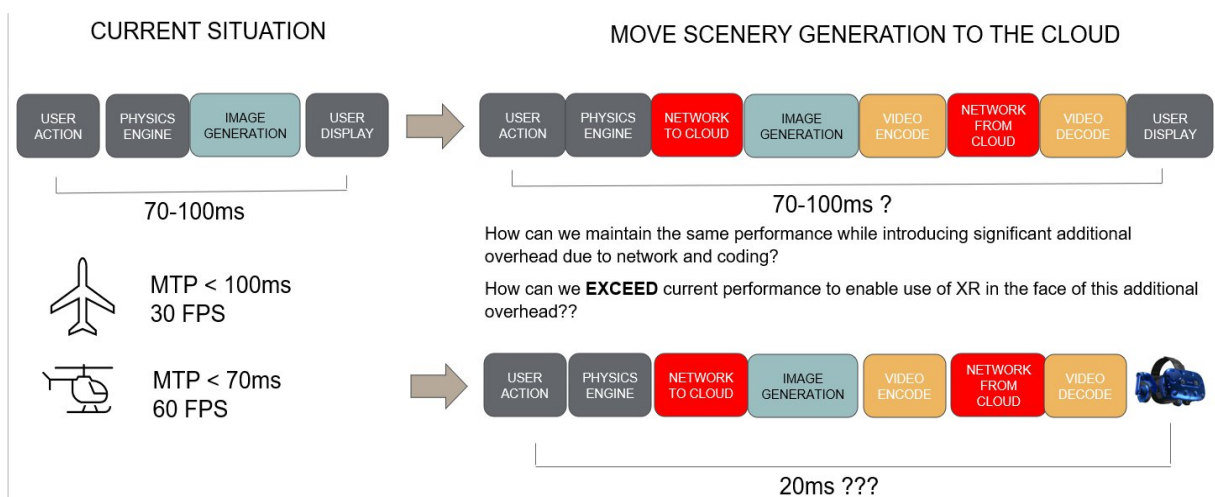 CURRENT SITUATION
MOVE SCENERY GENERATION TO THE CLOUD
USER
ACTION
PHYSICS
ENGINE
IMAGE
GENERATION
USER
DISPLAY
USER
ACTION
PHYSICS
ENGINE
NETWORK
TO CLOUD
IMAGE
GENERATION
VIDEO
ENCODE
NETWORK
FROM
CLOUD
VIDEO
DECODE
USER
DISPLAY
70-100ms
70-100ms ?
How can we maintain the same performance while introducing significant additional
overhead due to network and coding?
How can we EXCEED current performance to enable use of XR in the face of this additional
overhead??
MTP < 100ms
30 FPS
MTP < 70ms
60 FPS
USER
ACTION
PHYSICS
ENGINE
NETWORK
TO CLOUD
IMAGE
GENERATION
VIDEO
ENCODE
NETWORK
FROM
CLOUD
VIDEO
DECODE
20ms ???